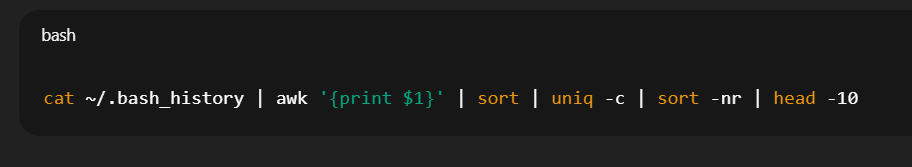 bash
cat ~/.bash_history | awk '{print $1}' | sort | uniq -c | sort -nr | head -10